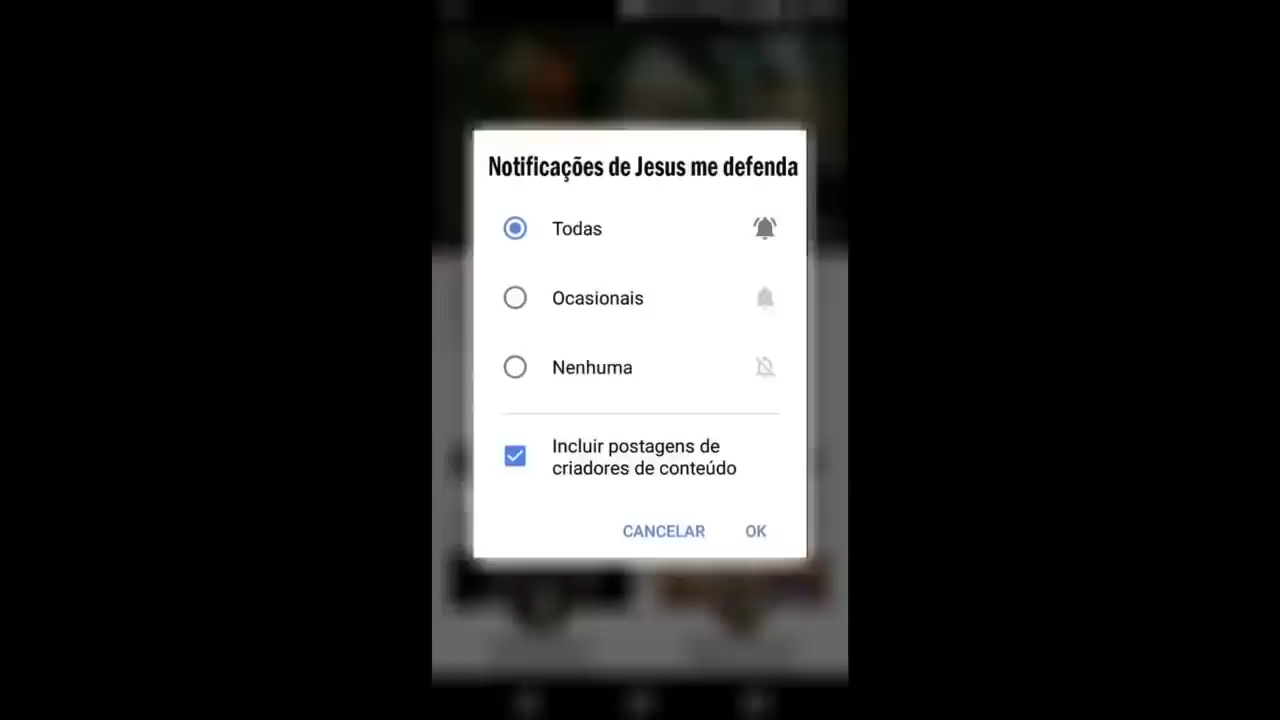 Notificações de Jesus me defenda
Todas
Ocasionais
Nenhuma
Incluir postagens de
criadores de conteúdo
CANCELAR OK